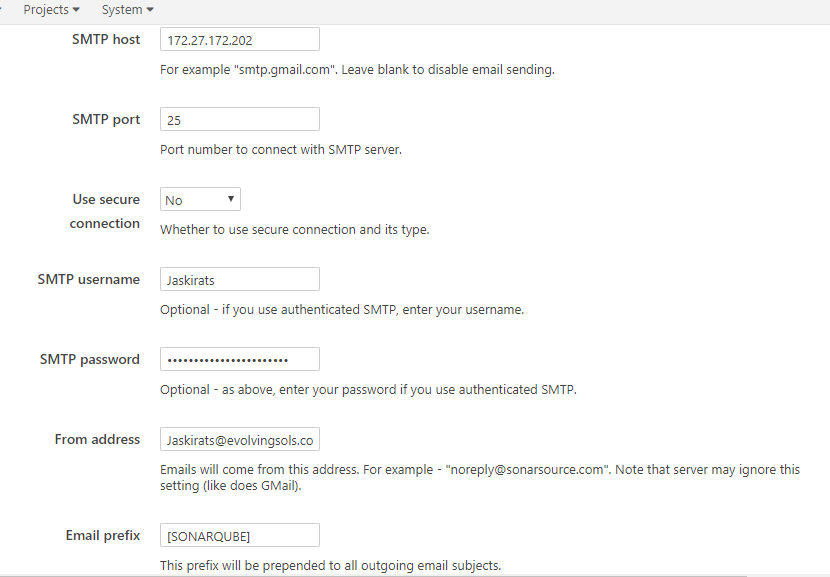 Projects ▾ System ▾
SMTP host 172.27.172.202
For example "smtp.gmail.com". Leave blank to disable email sending.
SMTP port 25
Port number to connect with SMTP server.
Use secure No ▼
connection
Whether to use secure connection and its type.
SMTP username Jaskirats
Optional - if you use authenticated SMTP, enter your username.
SMTP password •••••••••••••••••••••••
Optional - as above, enter your password if you use authenticated SMTP.
From address Jaskirats@evolvingsols.co
Emails will come from this address. For example - "noreply@sonarsource.com". Note that server may ignore this
setting (like does GMail).
Email prefix [SONARQUBE]
This prefix will be prepended to all outgoing email subjects.